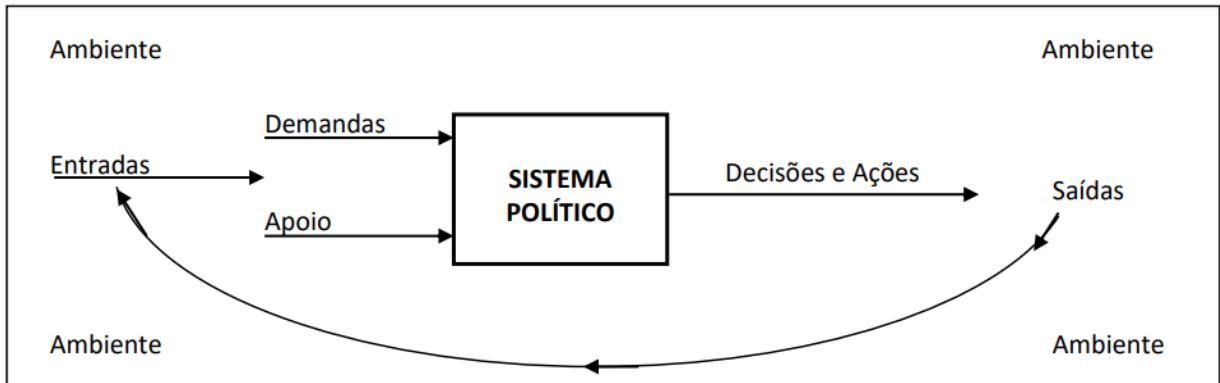 Ambiente
Ambiente
Demandas
Entradas
SISTEMA
POLÍTICO
Decisões e Ações
Saídas
Apoio
Ambiente
Ambiente